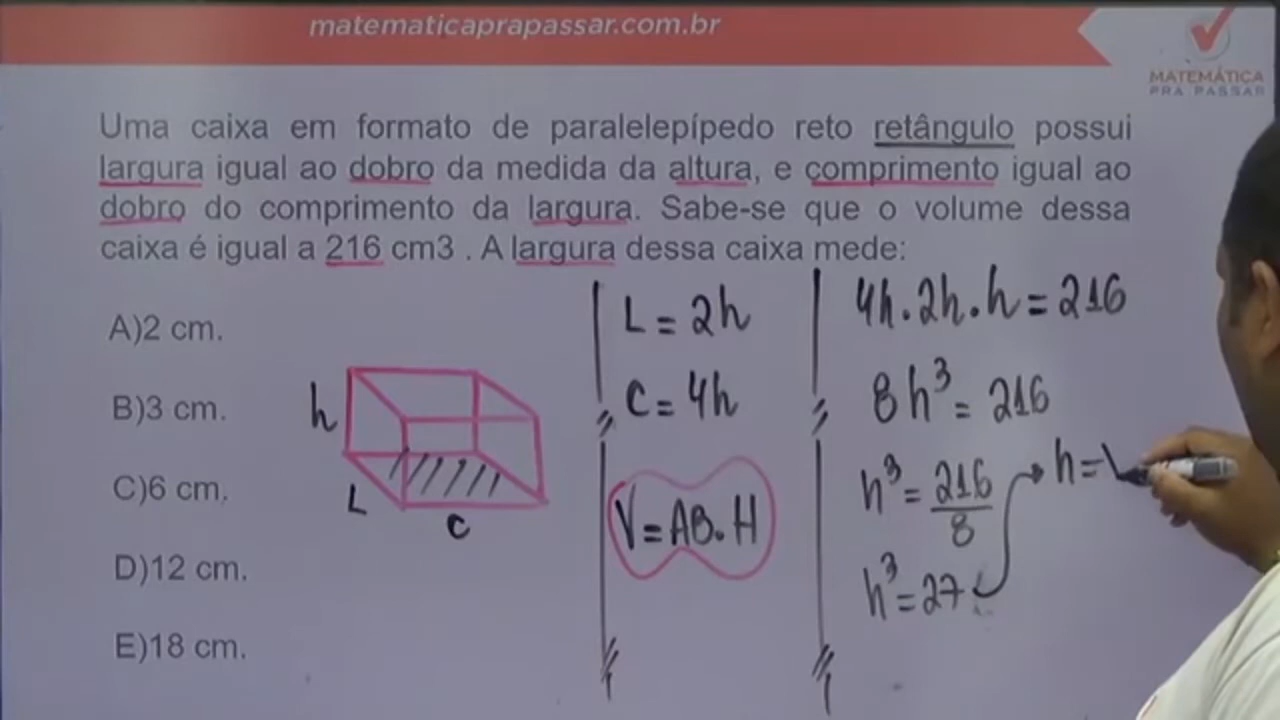 matematicaprapassar.com.br
MATEMÁTICA
PRA PASSAR
Uma caixa em formato de paralelepípedo reto retângulo possui
largura igual ao dobro da medida da altura, e comprimento igual ao
dobro do comprimento da largura. Sabe-se que o volume dessa
caixa é igual a 216 cm3 . A largura dessa caixa mede:
A)2 cm.
B)3 cm.
C)6 cm.
D)12 cm.
E)18 cm.
h
L
C
L = 2h
C = 4h
V = AB.H
4h.2h.h = 216
8h³ = 216
h³ = 216/8
h³ = 27
h =